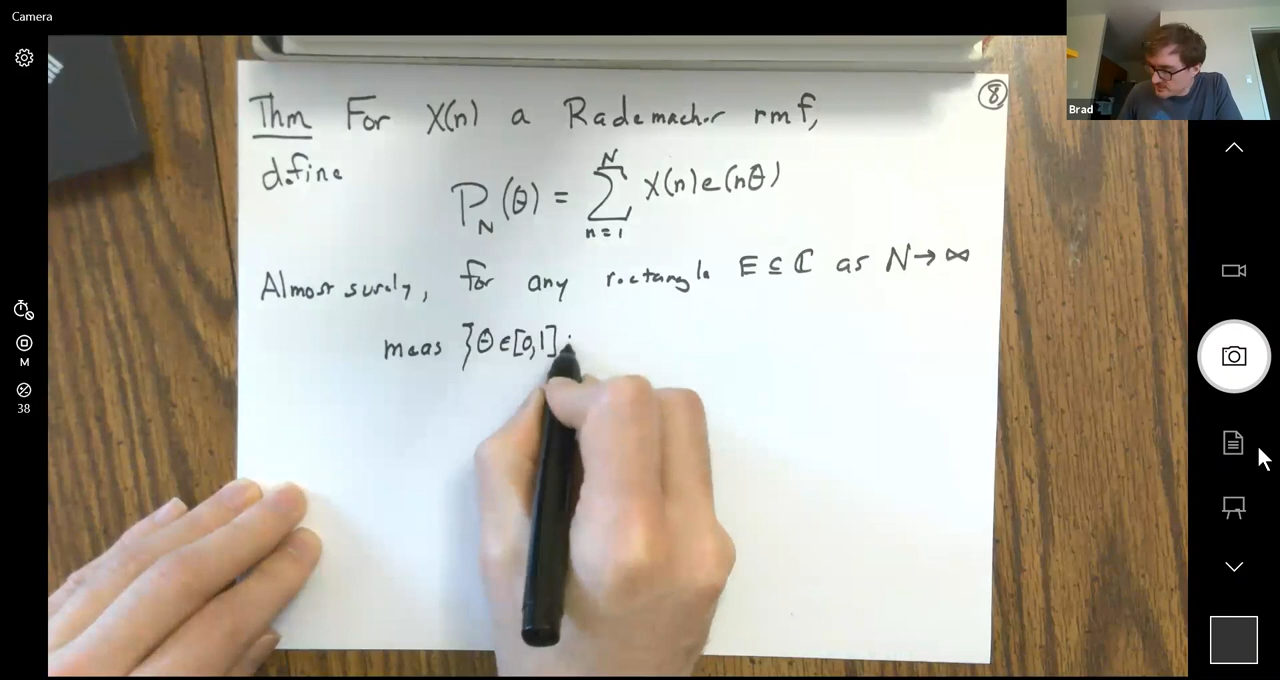 Camera
Brad
8
Thm For X(n) a Rademacher rmf,
define
P_N(θ) = ∑_{n=1}^{N} X(n)e(nθ)
Almost surely, for any rectangle E ⊆ ℂ as N→∞
meas {θ∈[0,1]:
M
38